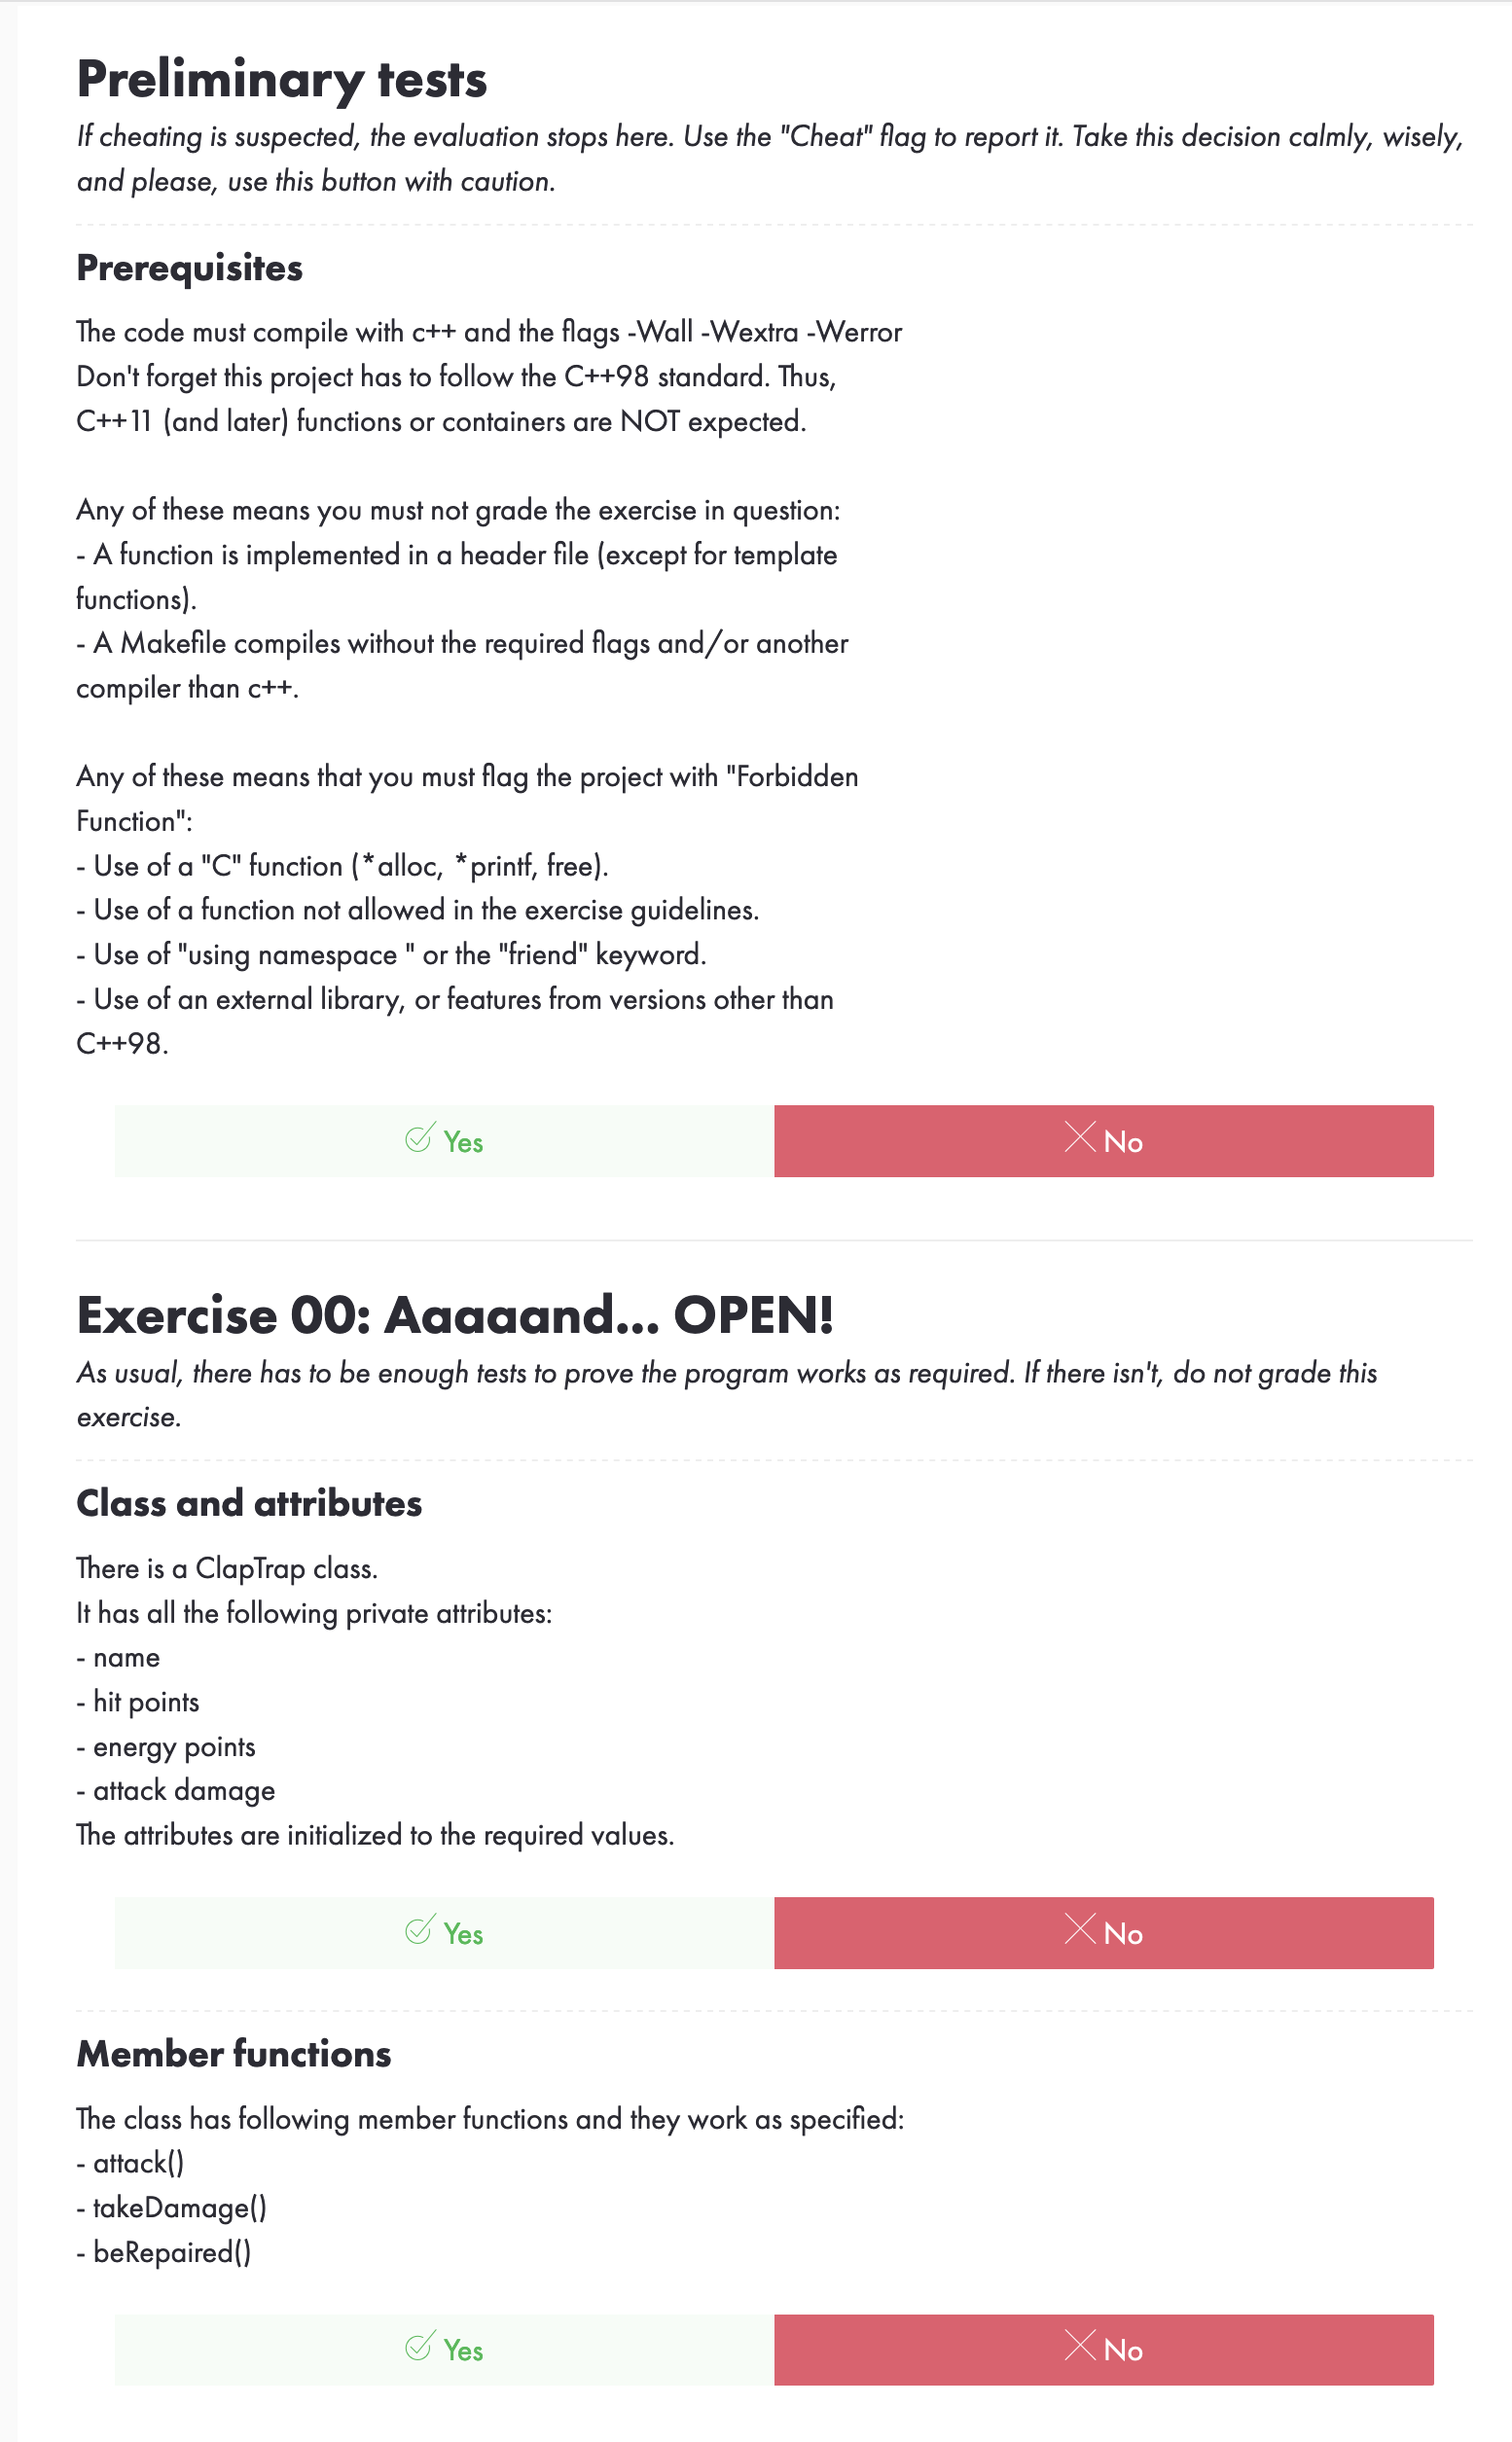 Preliminary tests
If cheating is suspected, the evaluation stops here. Use the "Cheat" flag to report it. Take this decision calmly, wisely,
and please, use this button with caution.
Prerequisites
The code must compile with c++ and the flags -Wall -Wextra -Werror
Don't forget this project has to follow the C++98 standard. Thus,
C++11 (and later) functions or containers are NOT expected.
Any of these means you must not grade the exercise in question:
- A function is implemented in a header file (except for template
functions).
- A Makefile compiles without the required flags and/or another
compiler than c++.
Any of these means that you must flag the project with "Forbidden
Function":
- Use of a "C" function (*alloc, *printf, free).
- Use of a function not allowed in the exercise guidelines.
- Use of "using namespace " or the "friend" keyword.
- Use of an external library, or features from versions other than
C++98.
Yes No
Exercise 00: Aaaaand... OPEN!
As usual, there has to be enough tests to prove the program works as required. If there isn't, do not grade this
exercise.
Class and attributes
There is a ClapTrap class.
It has all the following private attributes:
- name
- hit points
- energy points
- attack damage
The attributes are initialized to the required values.
Yes No
Member functions
The class has following member functions and they work as specified:
- attack()
- takeDamage()
- beRepaired()
Yes No